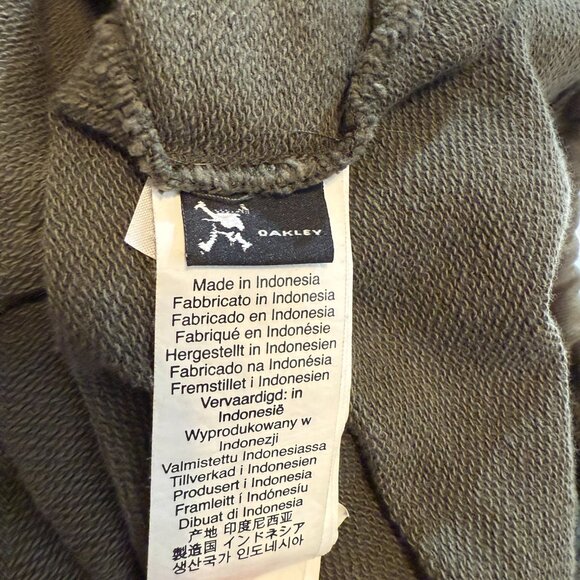 OAKLEY
Made in Indonesia
Fabbricato in Indonesia
Fabricado en Indonesia
Fabriqué en Indonésie
Hergestellt in Indonesien
Fabricado na Indonésia
Fremstillet i Indonesien
Vervaardigd: in
Indonesië
Wyprodukowany w
Indonezji
Valmistettu Indonesiassa
Tillverkad i Indonesien
Produsert i Indonesia
Framleitt í Indónesíu
Dibuat di Indonesia
产地 印度尼西亚
製造国 インドネシア
생산국가 인도네시아